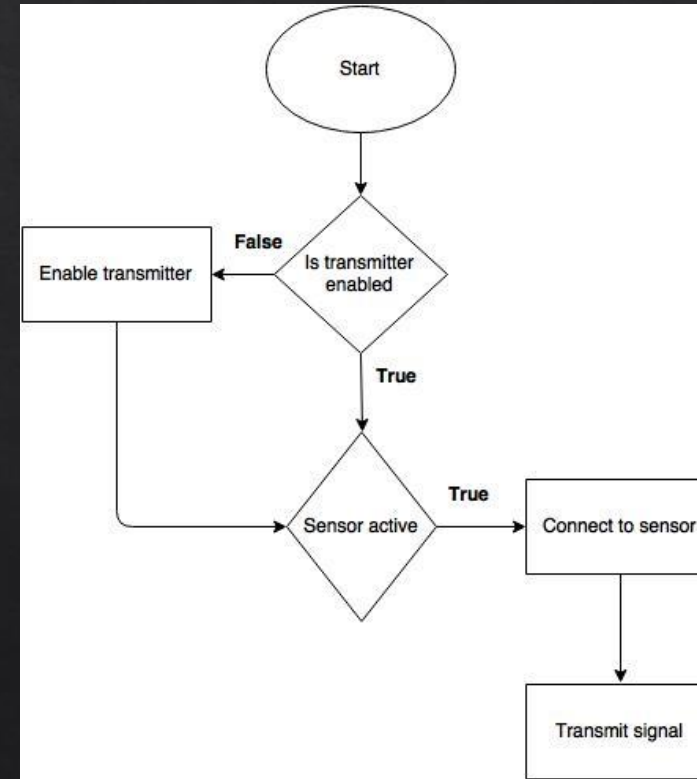 Start
False
Is transmitter
enabled
Enable transmitter
True
True
Sensor active
Connect to sensor
Transmit signal